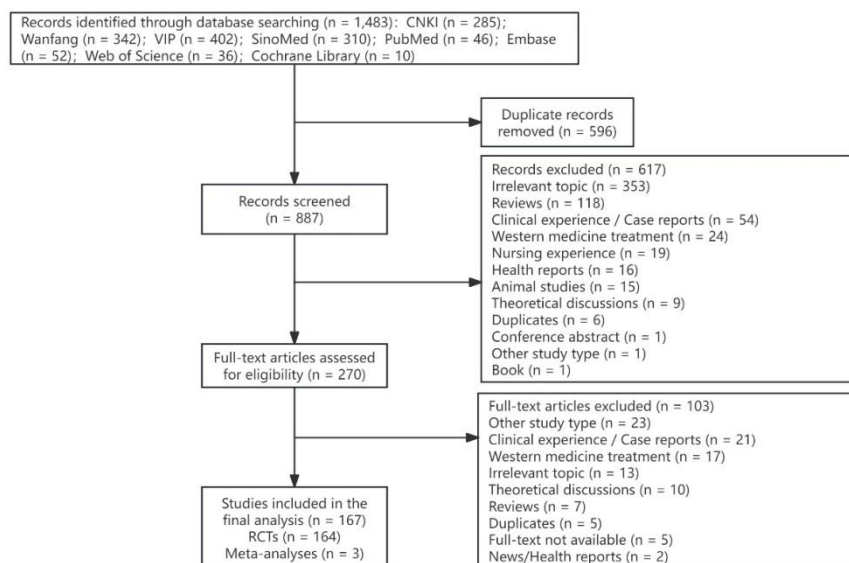 Records identified through database searching (n = 1,483): CNKI (n = 285);
Wanfang (n = 342); VIP (n = 402); SinoMed (n = 310); PubMed (n = 46); Embase
(n = 52); Web of Science (n = 36); Cochrane Library (n = 10)
Duplicate records
removed (n = 596)
Records screened
(n = 887)
Records excluded (n = 617)
Irrelevant topic (n = 353)
Reviews (n = 118)
Clinical experience / Case reports (n = 54)
Western medicine treatment (n = 24)
Nursing experience (n = 19)
Health reports (n = 16)
Animal studies (n = 15)
Theoretical discussions (n = 9)
Duplicates (n = 6)
Conference abstract (n = 1)
Other study type (n = 1)
Book (n = 1)
Full-text articles assessed
for eligibility (n = 270)
Full-text articles excluded (n = 103)
Other study type (n = 23)
Clinical experience / Case reports (n = 21)
Western medicine treatment (n = 17)
Irrelevant topic (n = 13)
Theoretical discussions (n = 10)
Reviews (n = 7)
Duplicates (n = 5)
Full-text not available (n = 5)
News/Health reports (n = 2)
Studies included in the
final analysis (n = 167)
RCTs (n = 164)
Meta-analyses (n = 3)